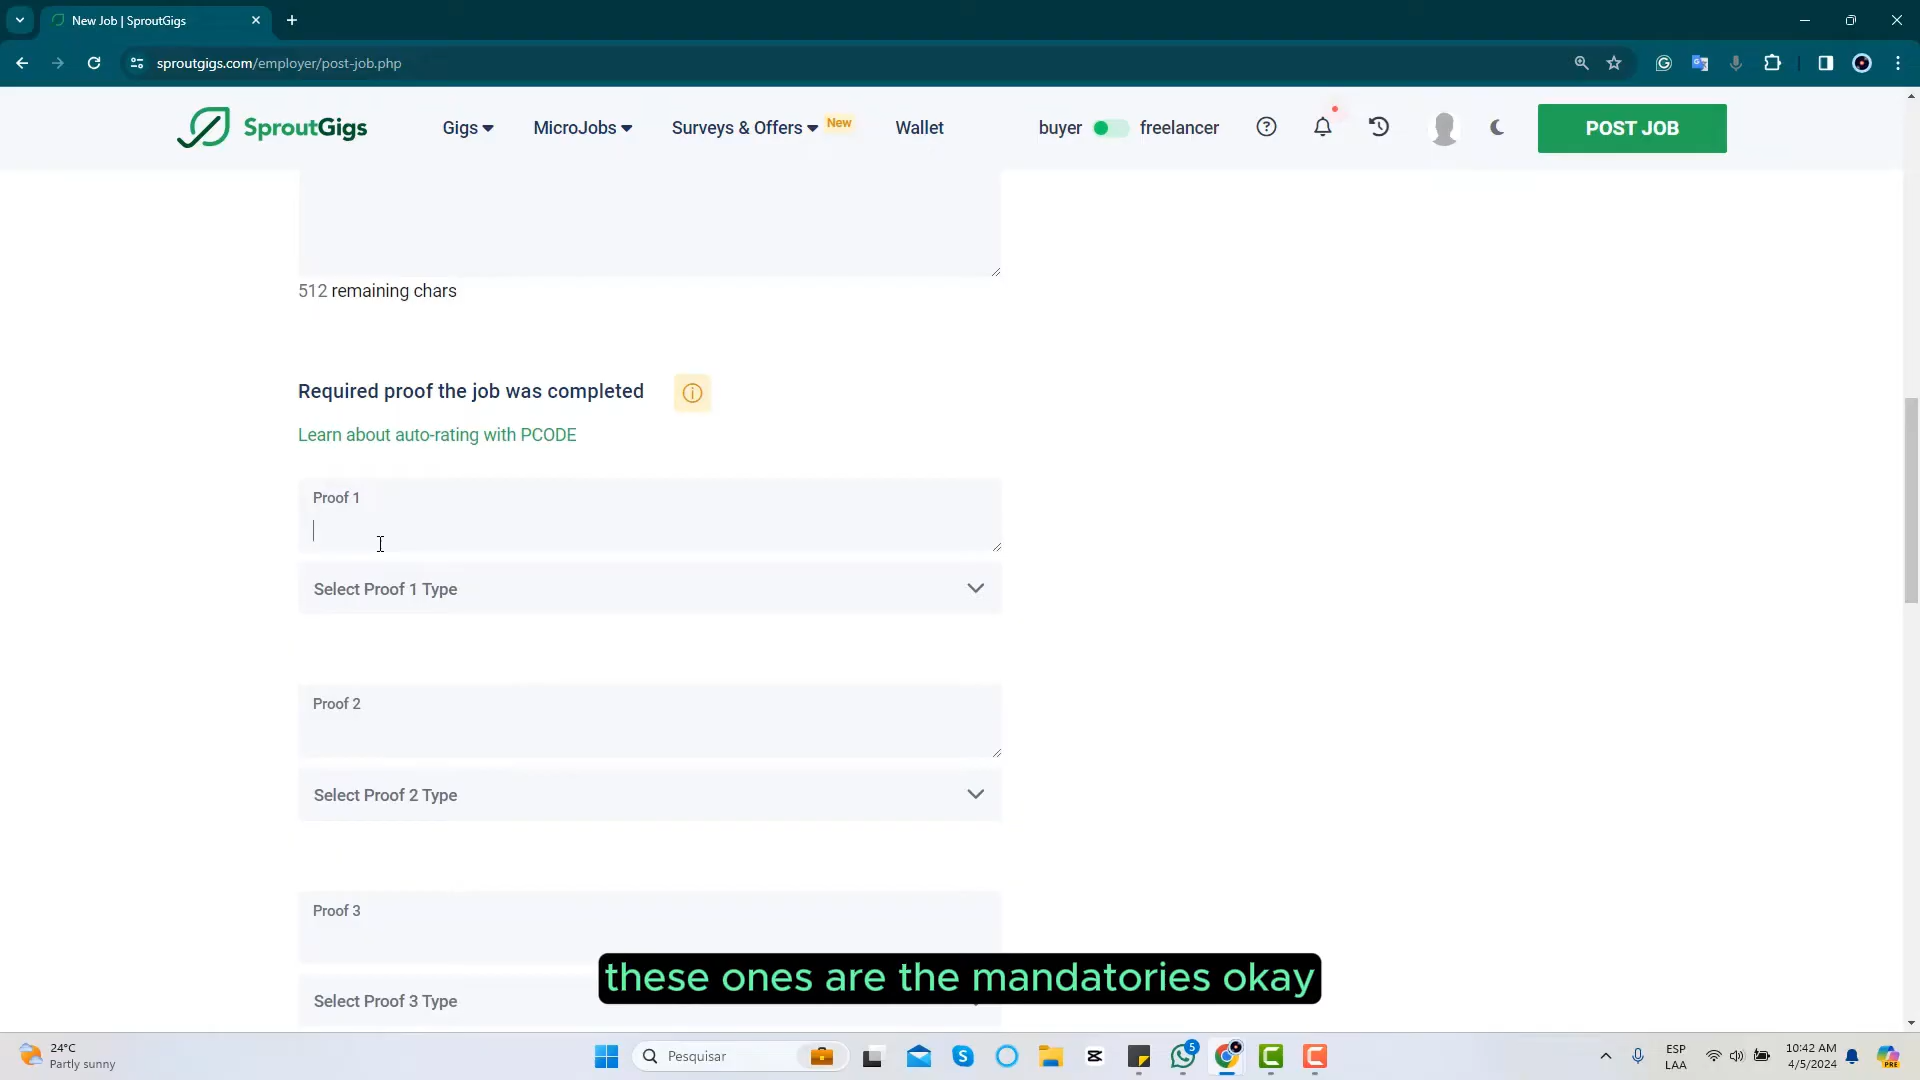 New Job | SproutGigs
sproutgigs.com/employer/post-job.php
SproutGigs
Gigs
MicroJobs
Surveys & Offers
New
Wallet
buyer
freelancer
POST JOB
512 remaining chars
Required proof the job was completed
Learn about auto-rating with PCODE
Proof 1
Select Proof 1 Type
Proof 2
Select Proof 2 Type
Proof 3
these ones are the mandatories okay
Select Proof 3 Type
24°C
Partly sunny
Pesquisar
5
ESP
LAA
10:42 AM
4/5/2024
PRE